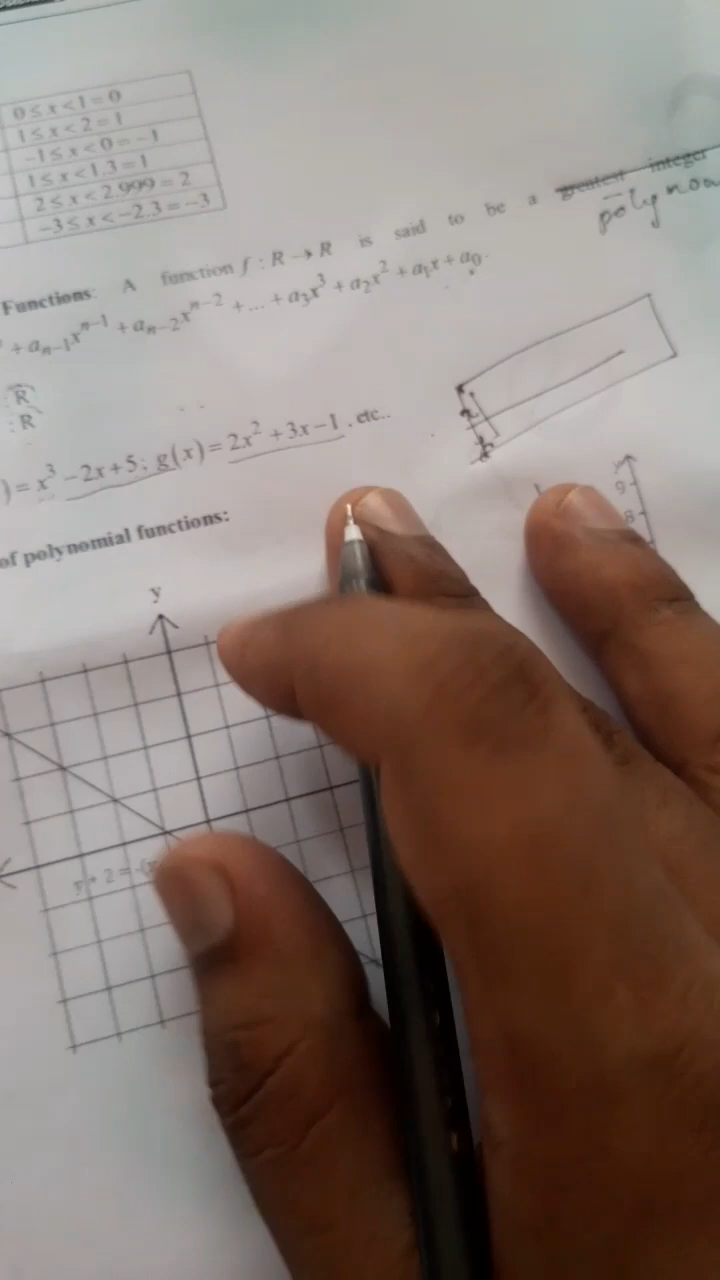 0 ≤ x < 1 = 0
1 ≤ x < 2 = 1
-1 ≤ x < 0 = -1
1 ≤ x < 1.3 = 1
2 ≤ x < 2.999 = 2
-3 ≤ x < -2.3 = -3
Functions: A function f : R → R is said to be a greatest integer
polynom
+ aₙ₋₁xⁿ⁻¹ + aₙ₋₂xⁿ⁻² + ... + a₃x³ + a₂x² + a₁x + a₀.
R
: R
) = x³ - 2x + 5; g(x) = 2x² + 3x - 1 . etc..
of polynomial functions:
y
y
9
8
y + 2 = -(x